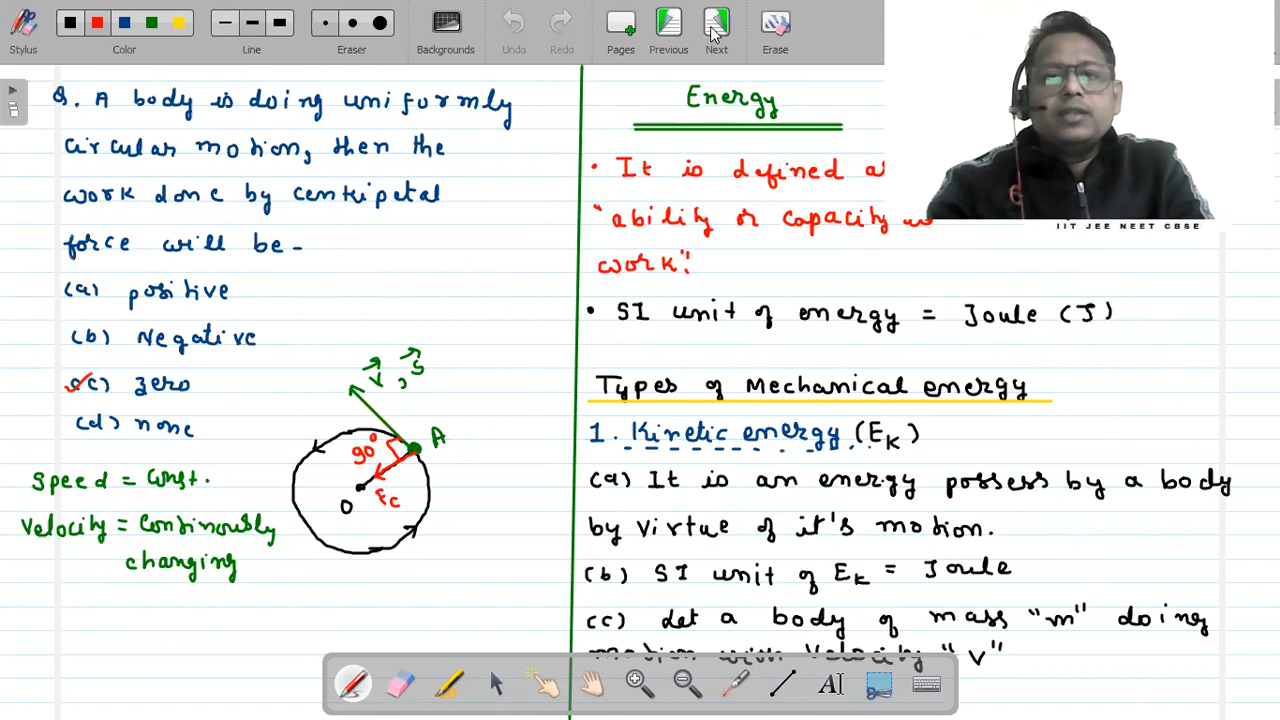 Stylus
Color
Line
Eraser
Backgrounds
Undo
Redo
Pages
Previous
Next
Erase
Q. A body is doing uniformly
circular motion, then the
work done by centripetal
force will be -
(a) positive
(b) Negative
(c) zero
(d) none
V, S
A
90°
Fc
O
Speed = Const.
Velocity = Continously
changing
Energy
• It is defined as
"ability or capacity
work".
• SI unit of energy = Joule (J)
Types of Mechanical energy
1. Kinetic energy (EK)
(a) It is an energy possess by a body
by virtue of it's motion.
(b) SI unit of EK = Joule
(c) Let a body of mass "m" doing
motion with Velocity "v"
IIT JEE NEET CBSE